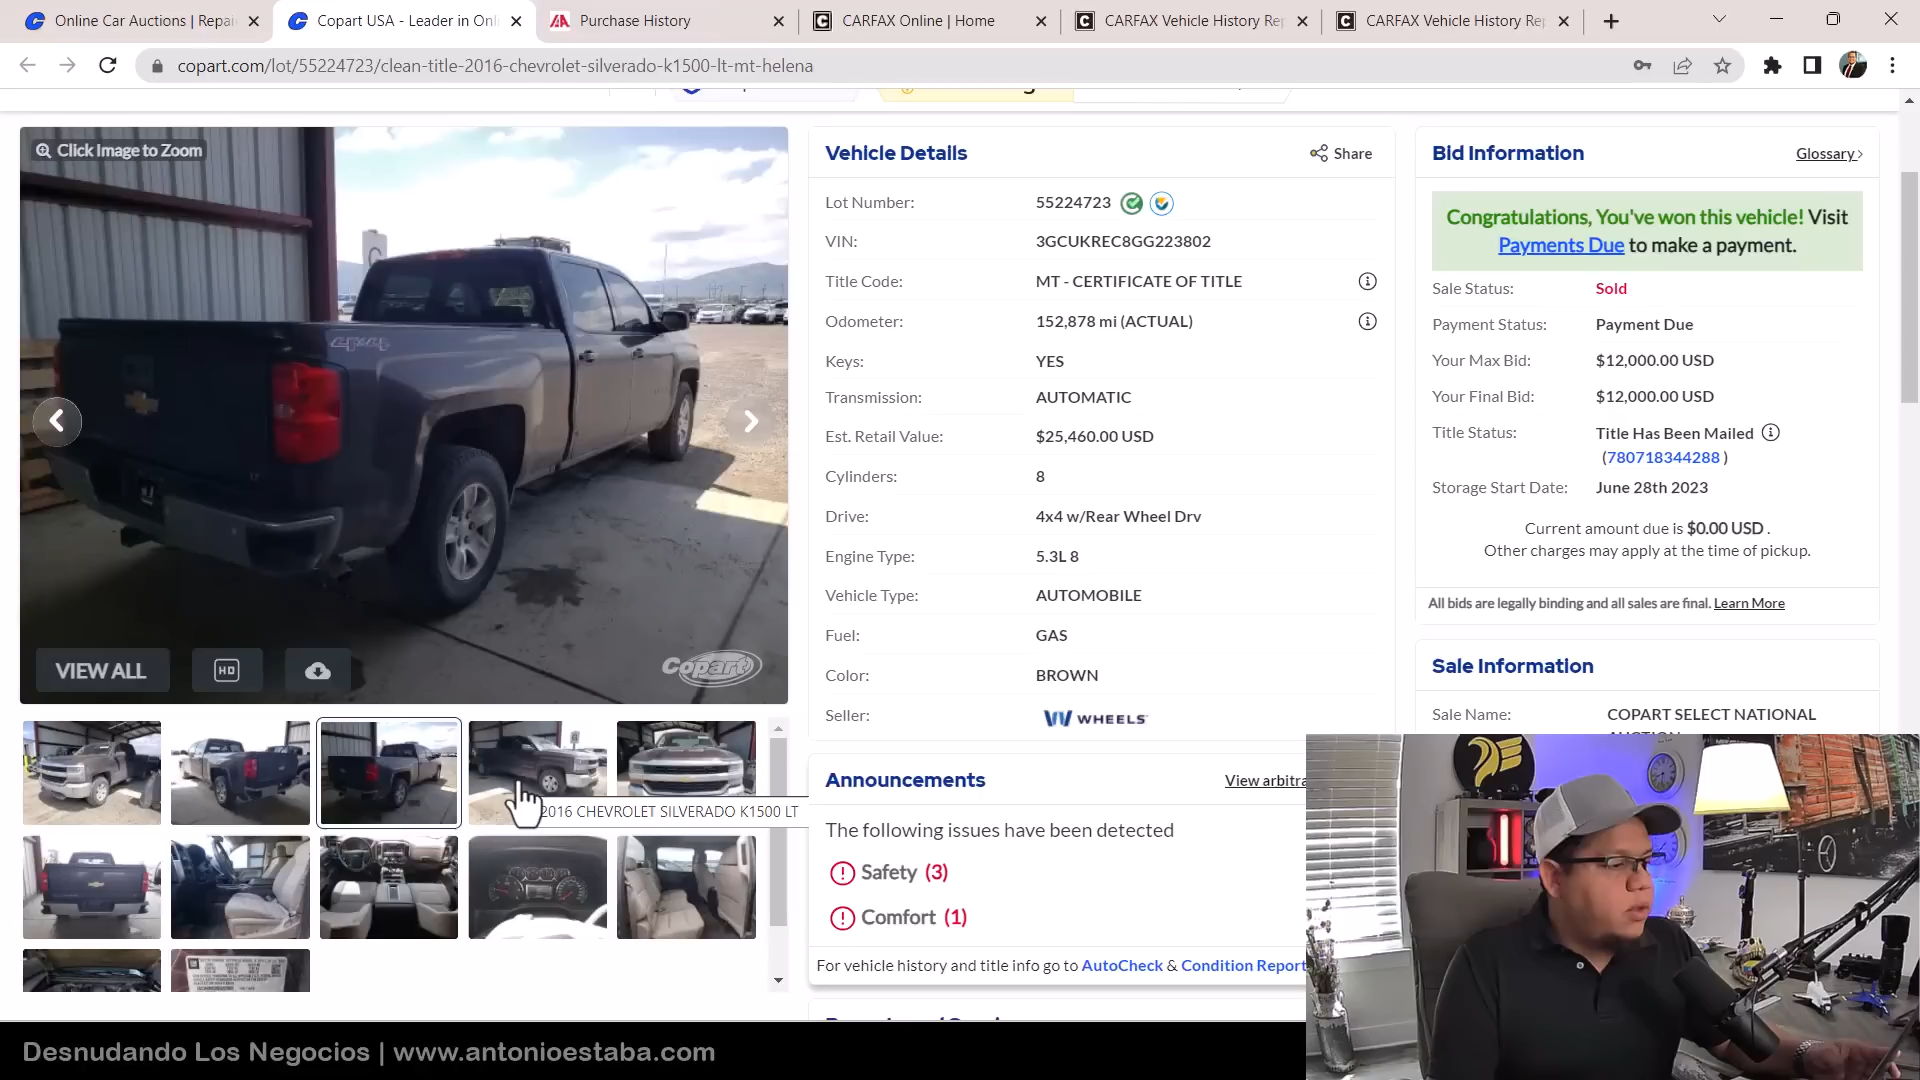 Online Car Auctions | Repai
Copart USA - Leader in Onl
Purchase History
CARFAX Online | Home
CARFAX Vehicle History Rep
CARFAX Vehicle History Rep
copart.com/lot/55224723/clean-title-2016-chevrolet-silverado-k1500-lt-mt-helena
Click Image to Zoom
4x4
Copart
VIEW ALL
HD
2016 CHEVROLET SILVERADO K1500 LT
Vehicle Details
Share
Lot Number: 55224723
VIN: 3GCUKREC8GG223802
Title Code: MT - CERTIFICATE OF TITLE
Odometer: 152,878 mi (ACTUAL)
Keys: YES
Transmission: AUTOMATIC
Est. Retail Value: $25,460.00 USD
Cylinders: 8
Drive: 4x4 w/Rear Wheel Drv
Engine Type: 5.3L 8
Vehicle Type: AUTOMOBILE
Fuel: GAS
Color: BROWN
Seller: WHEELS
Announcements
View arbitra
The following issues have been detected
Safety (3)
Comfort (1)
For vehicle history and title info go to AutoCheck & Condition Report
Bid Information
Glossary
Congratulations, You've won this vehicle! Visit
Payments Due to make a payment.
Sale Status: Sold
Payment Status: Payment Due
Your Max Bid: $12,000.00 USD
Your Final Bid: $12,000.00 USD
Title Status: Title Has Been Mailed
(780718344288 )
Storage Start Date: June 28th 2023
Current amount due is $0.00 USD .
Other charges may apply at the time of pickup.
All bids are legally binding and all sales are final. Learn More
Sale Information
Sale Name: COPART SELECT NATIONAL
Desnudando Los Negocios | www.antonioestaba.com